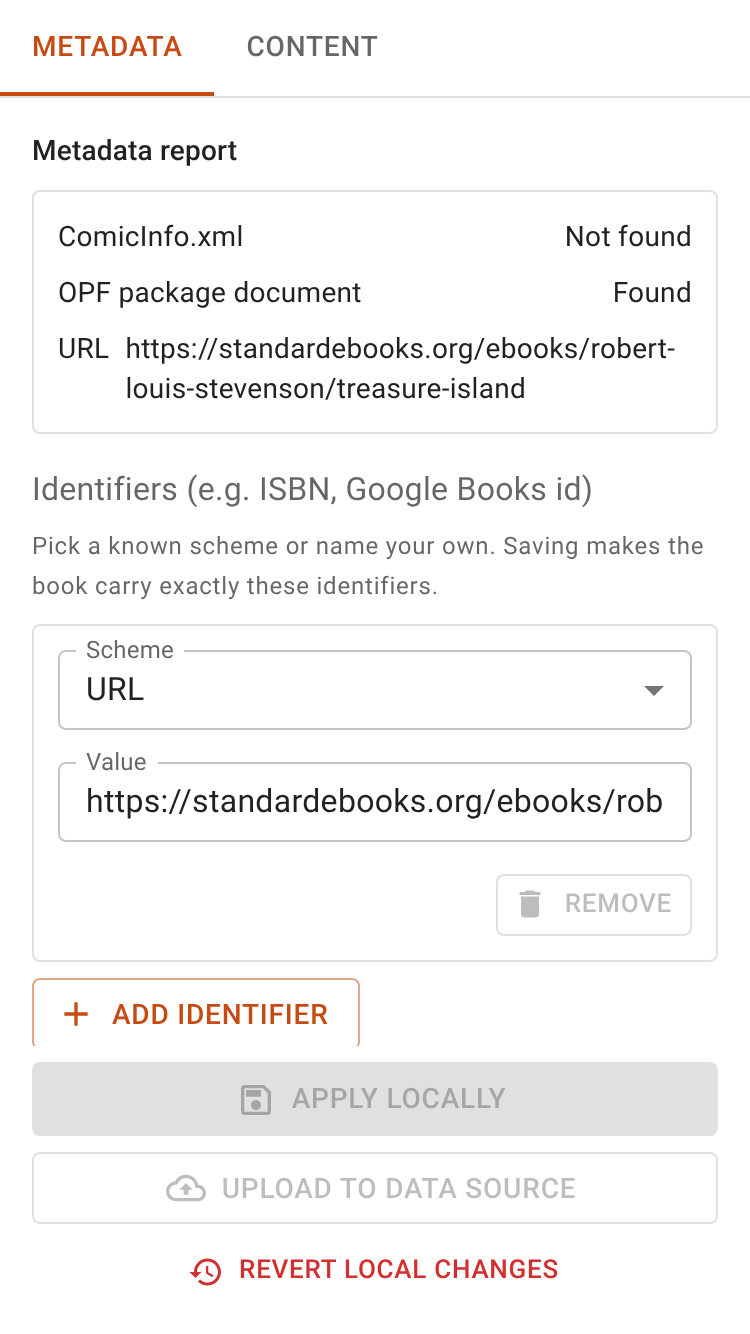 METADATA CONTENT
Metadata report
ComicInfo.xml Not found
OPF package document Found
URL https://standardebooks.org/ebooks/robert-
louis-stevenson/treasure-island
Identifiers (e.g. ISBN, Google Books id)
Pick a known scheme or name your own. Saving makes the
book carry exactly these identifiers.
Scheme
URL
Value
https://standardebooks.org/ebooks/rob
REMOVE
ADD IDENTIFIER
APPLY LOCALLY
UPLOAD TO DATA SOURCE
REVERT LOCAL CHANGES